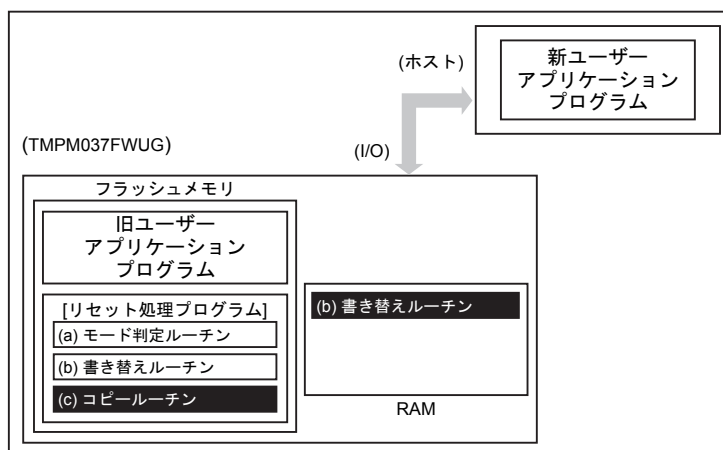 (ホスト)
新ユーザー
アプリケーション
プログラム
(TMPM037FWUG)
(I/O)
フラッシュメモリ
旧ユーザー
アプリケーション
プログラム
[リセット処理プログラム]
(a) モード判定ルーチン
(b) 書き替えルーチン
(c) コピールーチン
(b) 書き替えルーチン
RAM